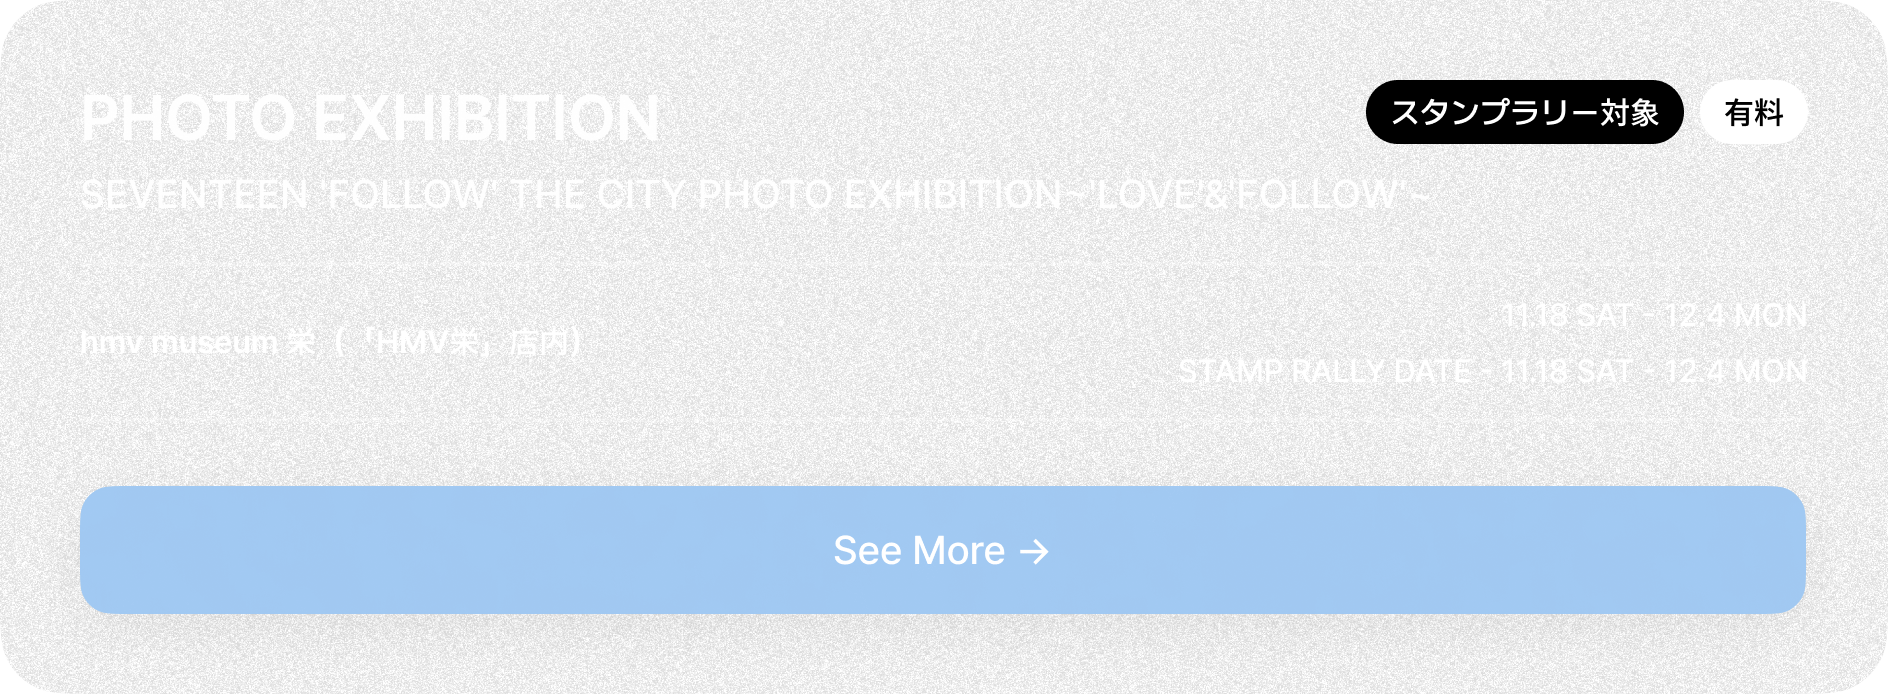 PHOTO EXHIBITION
スタンプラリー対象
有料
SEVENTEEN 'FOLLOW' THE CITY PHOTO EXHIBITION~'LOVE'&'FOLLOW'~
hmv museum 栄（「HMV栄」店内）
11.18 SAT - 12.4 MON
STAMP RALLY DATE - 11.18 SAT - 12.4 MON
See More →